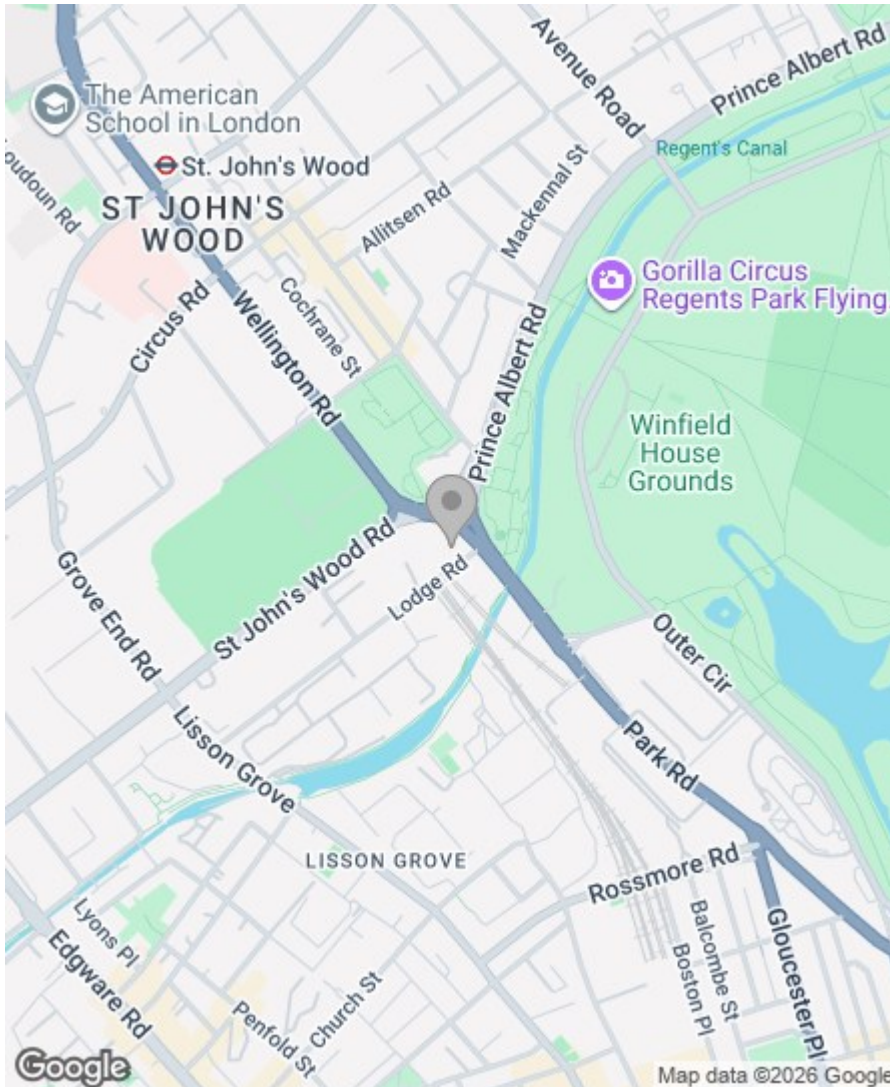 Avenue Road
Prince Albert Rd
The American
School in London
Regent's Canal
St. John's Wood
Loudoun Rd
ST JOHN'S
WOOD
Allitsen Rd
Mackennal St
Gorilla Circus
Regents Park Flying
Circus Rd
Cochrane St
Wellington Rd
Prince Albert Rd
Winfield
House
Grounds
St John's Wood Rd
Lodge Rd
Grove End Rd
Outer Cir
Lisson Grove
Park Rd
LISSON GROVE
Rossmore Rd
Lyons Pl
Edgware Rd
Church St
Penfold St
Balcombe St
Boston Pl
Gloucester Pl
Google
Map data ©2026 Google